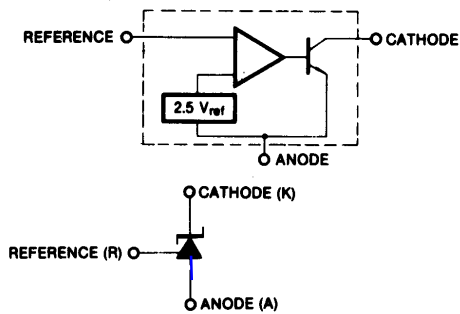 REFERENCE
CATHODE
2.5 Vref
ANODE
CATHODE (K)
REFERENCE (R)
ANODE (A)